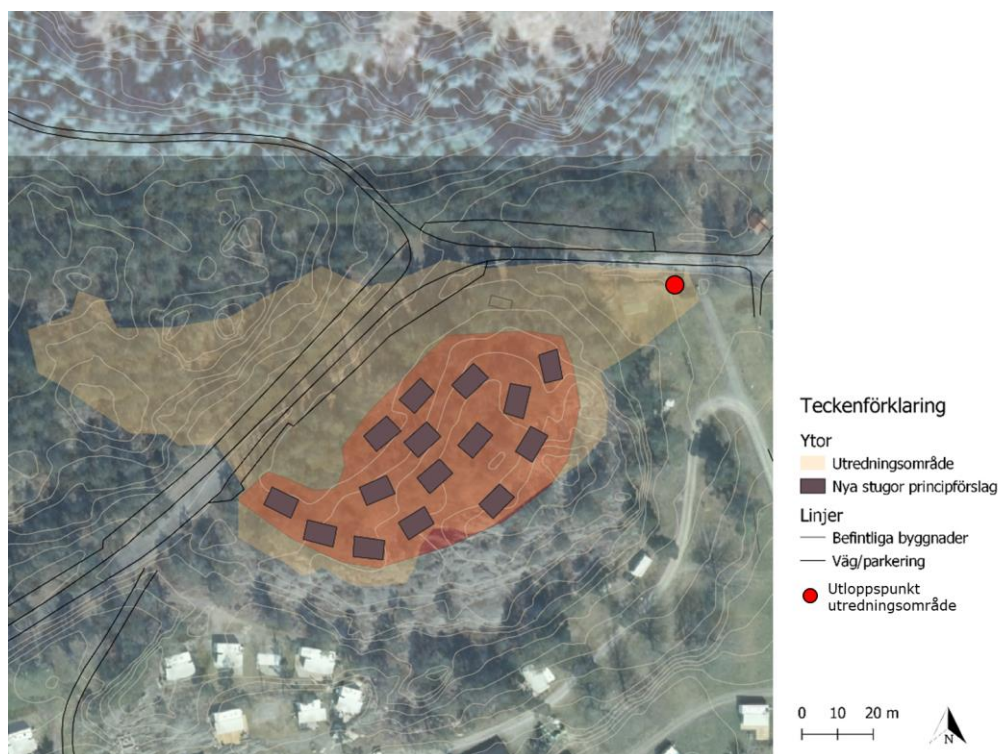 Teckenförklaring
Ytor
Utredningsområde
Nya stugor principförslag
Linjer
Befintliga byggnader
Väg/parkering
Utloppspunkt
utredningsområde
0 10 20 m
N